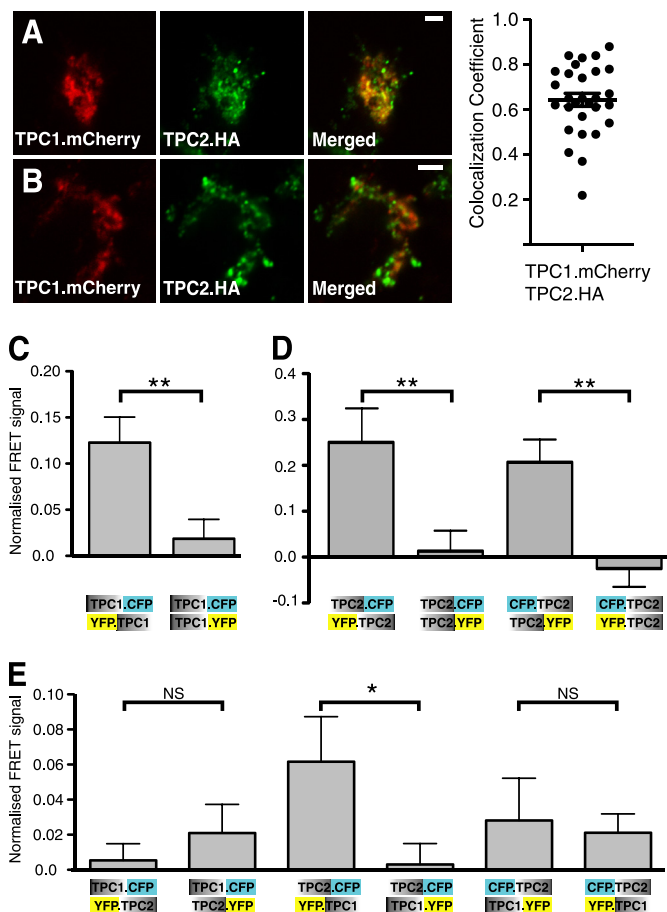 A
TPC1.mCherry TPC2.HA Merged
B
TPC1.mCherry TPC2.HA Merged
Colocalization Coefficient
1.0
0.8
0.6
0.4
0.2
TPC1.mCherry
TPC2.HA
C
Normalised FRET signal
0.20
0.15
0.10
0.05
0.0
**
TPC1.CFP TPC1.CFP
YFP.TPC1 TPC1.YFP
D
0.4
0.3
0.2
0.1
0.0
-0.1
** **
TPC2.CFP TPC2.CFP CFP.TPC2 CFP.TPC2
YFP.TPC2 TPC2.YFP TPC2.YFP YFP.TPC2
E
Normalised FRET signal
0.10
0.08
0.06
0.04
0.02
0.0
NS * NS
TPC1.CFP TPC1.CFP TPC2.CFP TPC2.CFP CFP.TPC2 CFP.TPC2
YFP.TPC2 TPC2.YFP YFP.TPC1 TPC1.YFP TPC1.YFP YFP.TPC1